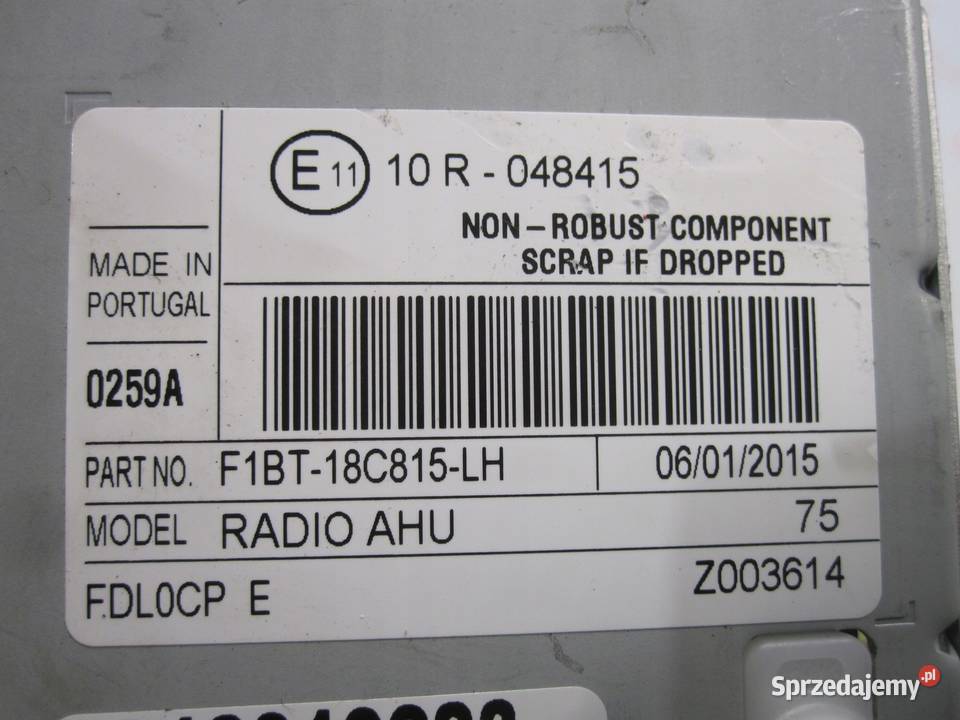 E 11 10 R - 048415
NON-ROBUST COMPONENT
SCRAP IF DROPPED
MADE IN
PORTUGAL
0259A
PART NO. F1BT-18C815-LH 06/01/2015
MODEL RADIO AHU 75
FDL0CP E Z003614
Sprzedajemy.pl